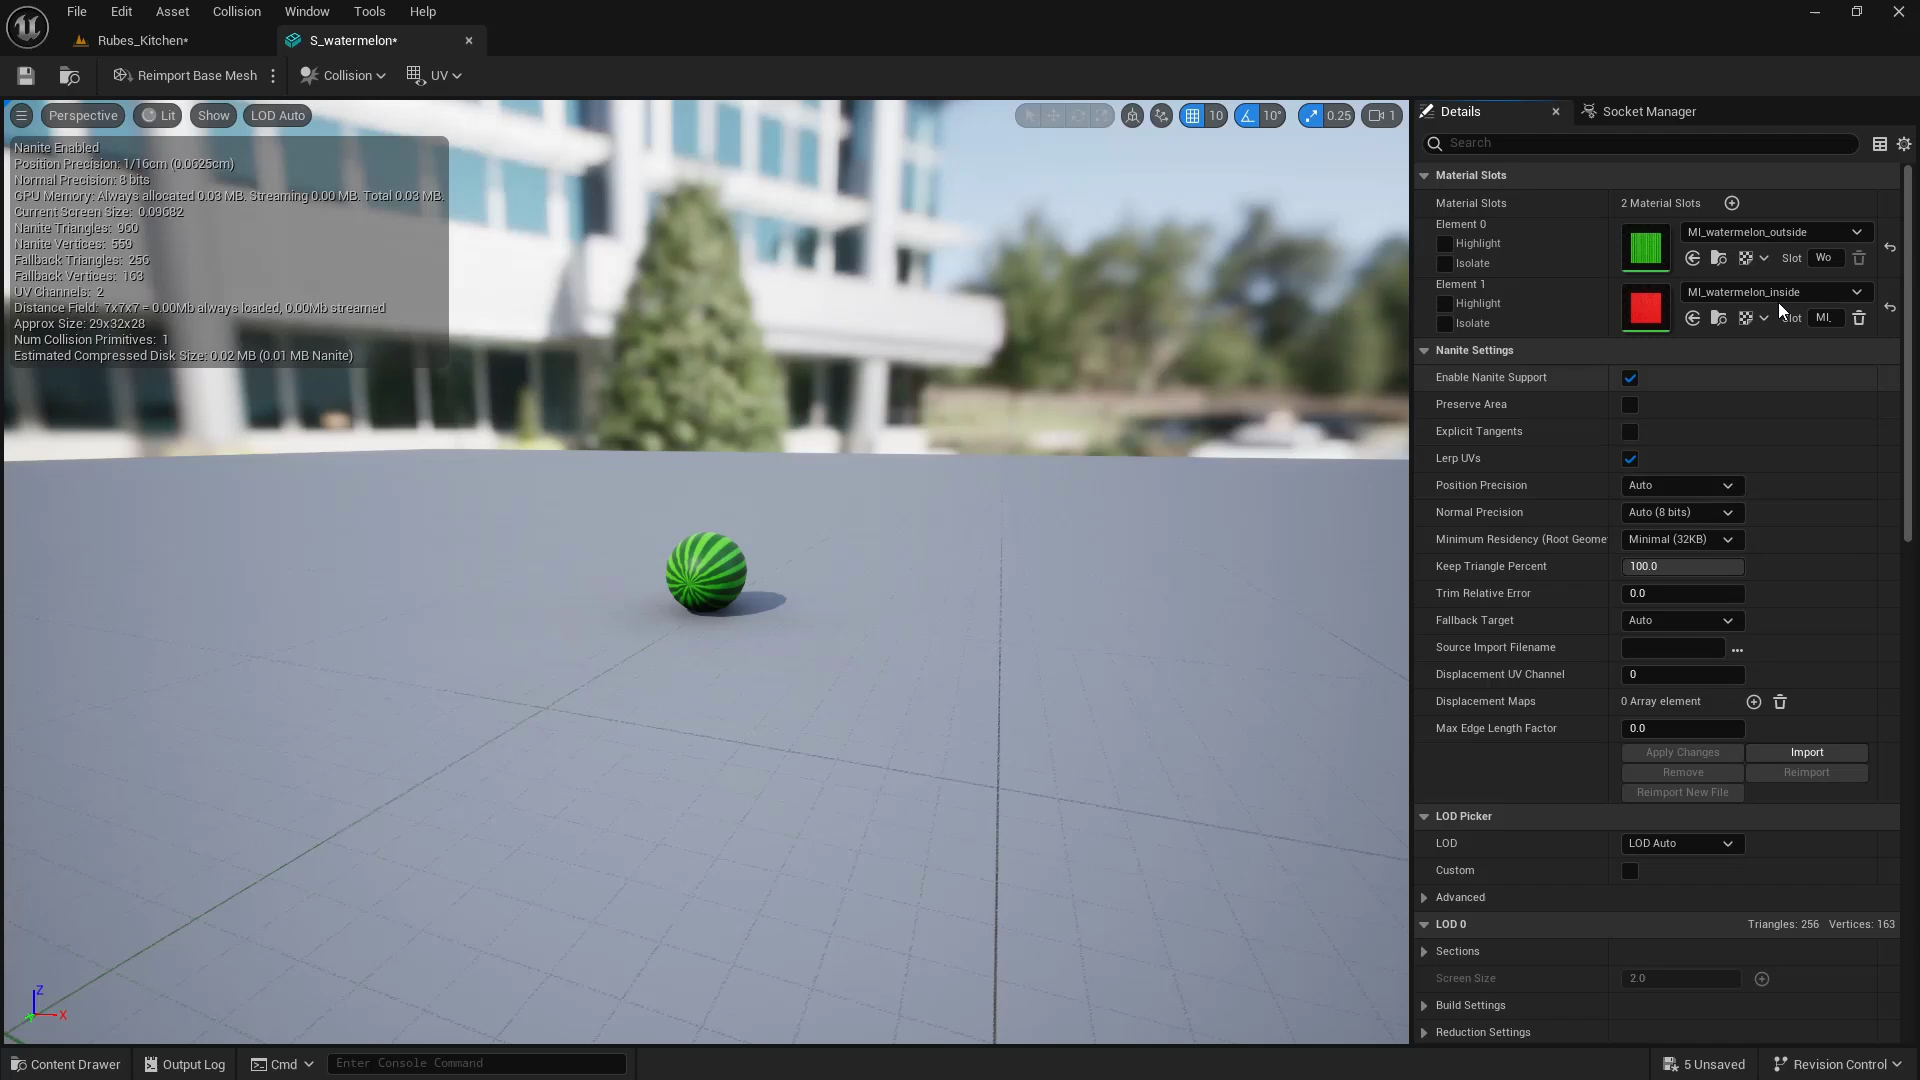 File Edit Asset Collision Window Tools Help
Rubes_Kitchen* S_watermelon*
Reimport Base Mesh Collision UV
Perspective Lit Show LOD Auto 10 10° 0.25 1
Nanite Enabled
Position Precision: 1/16cm (0.0625cm)
Normal Precision: 8 bits
GPU Memory: Always allocated 0.03 MB. Streaming 0.00 MB. Total 0.03 MB.
Current Screen Size: 0.09682
Nanite Triangles: 960
Nanite Vertices: 559
Fallback Triangles: 256
Fallback Vertices: 163
UV Channels: 2
Distance Field: 7x7x7 = 0.00Mb always loaded, 0.00Mb streamed
Approx Size: 29x32x28
Num Collision Primitives: 1
Estimated Compressed Disk Size: 0.02 MB (0.01 MB Nanite)
Z
X
Details Socket Manager
Search
Material Slots
Material Slots 2 Material Slots
Element 0
Highlight
Isolate
MI_watermelon_outside
Slot Wo
Element 1
Highlight
Isolate
MI_watermelon_inside
Slot MI_
Nanite Settings
Enable Nanite Support
Preserve Area
Explicit Tangents
Lerp UVs
Position Precision Auto
Normal Precision Auto (8 bits)
Minimum Residency (Root Geome Minimal (32KB)
Keep Triangle Percent 100.0
Trim Relative Error 0.0
Fallback Target Auto
Source Import Filename ...
Displacement UV Channel 0
Displacement Maps 0 Array element
Max Edge Length Factor 0.0
Apply Changes Import
Remove Reimport
Reimport New File
LOD Picker
LOD LOD Auto
Custom
Advanced
LOD 0 Triangles: 256 Vertices: 163
Sections
Screen Size 2.0
Build Settings
Reduction Settings
Content Drawer Output Log Cmd Enter Console Command 5 Unsaved Revision Control